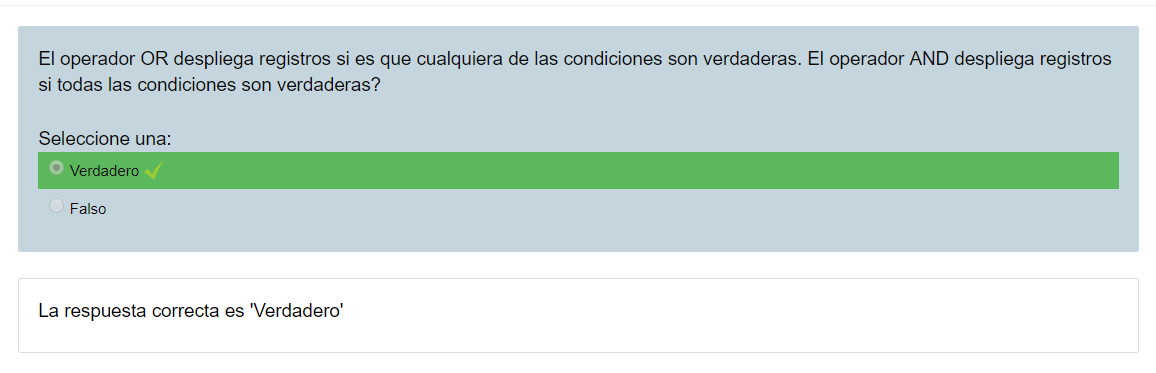 El operador OR despliega registros si es que cualquiera de las condiciones son verdaderas. El operador AND despliega registros
si todas las condiciones son verdaderas?
Seleccione una:
Verdadero
Falso
La respuesta correcta es 'Verdadero'